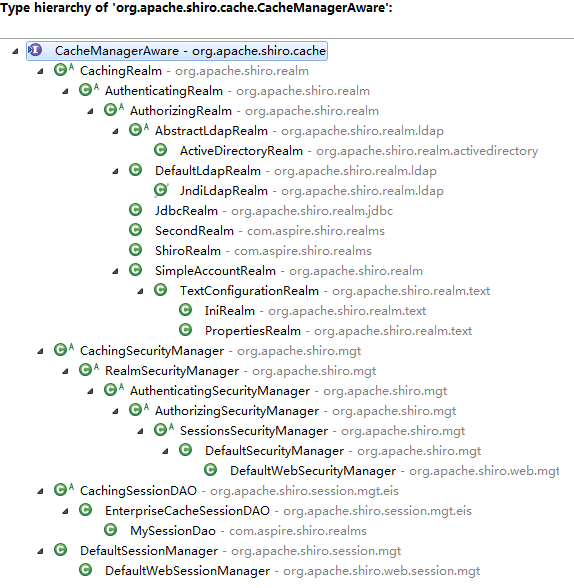 Type hierarchy of 'org.apache.shiro.cache.CacheManagerAware':
CacheManagerAware - org.apache.shiro.cache
CachingRealm - org.apache.shiro.realm
AuthenticatingRealm - org.apache.shiro.realm
AuthorizingRealm - org.apache.shiro.realm
AbstractLdapRealm - org.apache.shiro.realm.ldap
ActiveDirectoryRealm - org.apache.shiro.realm.activedirectory
DefaultLdapRealm - org.apache.shiro.realm.ldap
JndiLdapRealm - org.apache.shiro.realm.ldap
JdbcRealm - org.apache.shiro.realm.jdbc
SecondRealm - com.aspire.shiro.realms
ShiroRealm - com.aspire.shiro.realms
SimpleAccountRealm - org.apache.shiro.realm
TextConfigurationRealm - org.apache.shiro.realm.text
IniRealm - org.apache.shiro.realm.text
PropertiesRealm - org.apache.shiro.realm.text
CachingSecurityManager - org.apache.shiro.mgt
RealmSecurityManager - org.apache.shiro.mgt
AuthenticatingSecurityManager - org.apache.shiro.mgt
AuthorizingSecurityManager - org.apache.shiro.mgt
SessionsSecurityManager - org.apache.shiro.mgt
DefaultSecurityManager - org.apache.shiro.mgt
DefaultWebSecurityManager - org.apache.shiro.web.mgt
CachingSessionDAO - org.apache.shiro.session.mgt.eis
EnterpriseCacheSessionDAO - org.apache.shiro.session.mgt.eis
MySessionDao - com.aspire.shiro.realms
DefaultSessionManager - org.apache.shiro.session.mgt
DefaultWebSessionManager - org.apache.shiro.web.session.mgt